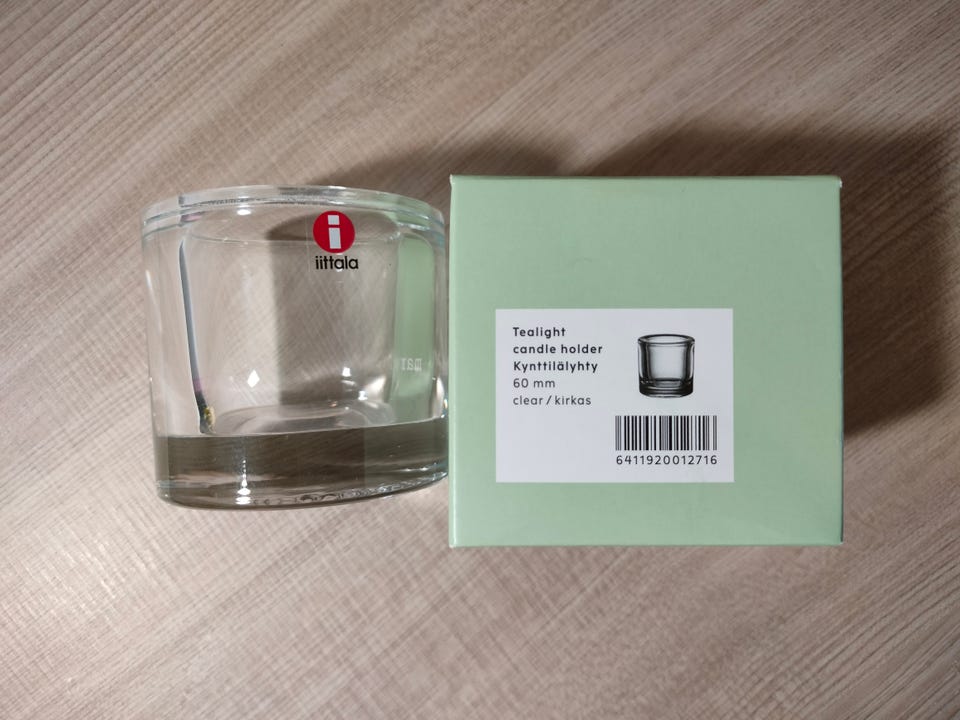 i
iittala
Tealight
candle holder
Kynttilälyhty
60 mm
clear / kirkas
6411920012716